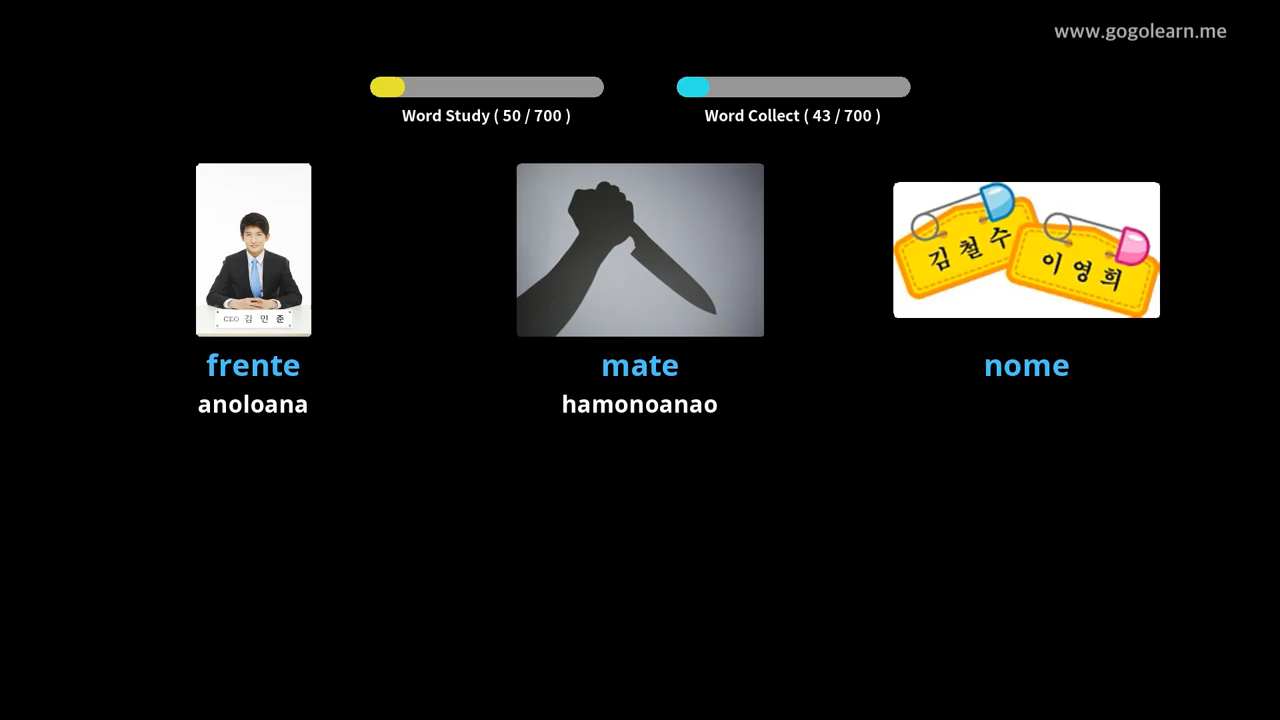 www.gogolearn.me
Word Study ( 50 / 700 )
Word Collect ( 43 / 700 )
CEO 김 민 준
김 철 수
이 영 희
frente
mate
nome
anoloana
hamonoanao